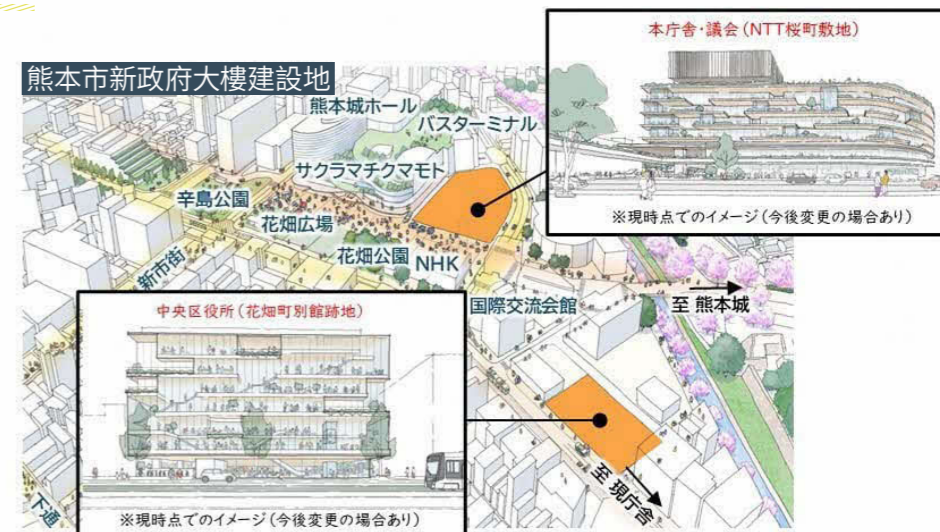 本庁舎・議会(NTT桜町敷地)
※現時点でのイメージ(今後変更の場合あり)
熊本市新政府大樓建設地
熊本城ホール
バスターミナル
サクラマチクマモト
辛島公園
花畑広場
花畑公園
NHK
新市街
国際交流会館
至 熊本城
中央区役所(花畑町別館跡地)
※現時点でのイメージ(今後変更の場合あり)
下通
至 現庁舎